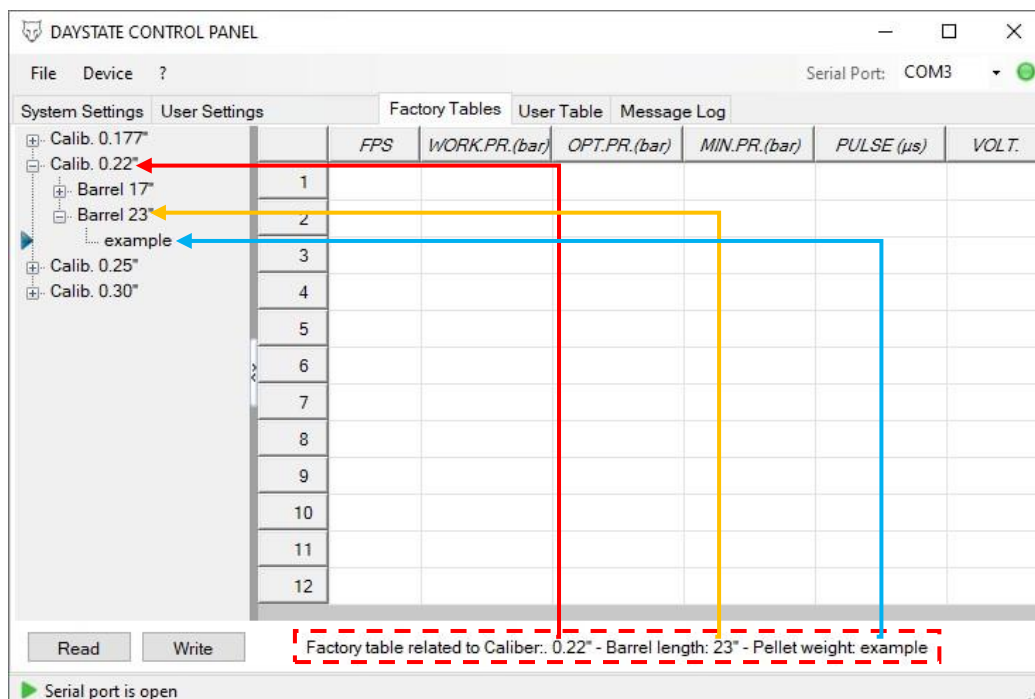 DAYSTATE CONTROL PANEL
File Device ? Serial Port: COM3
System Settings User Settings Factory Tables User Table Message Log
Calib. 0.177"
Calib. 0.22"
Barrel 17"
Barrel 23"
example
Calib. 0.25"
Calib. 0.30"
FPS WORK.PR.(bar) OPT.PR.(bar) MIN.PR.(bar) PULSE (µs) VOLT.
1
2
3
4
5
6
7
8
9
10
11
12
Read Write Factory table related to Caliber:. 0.22" - Barrel length: 23" - Pellet weight: example
Serial port is open